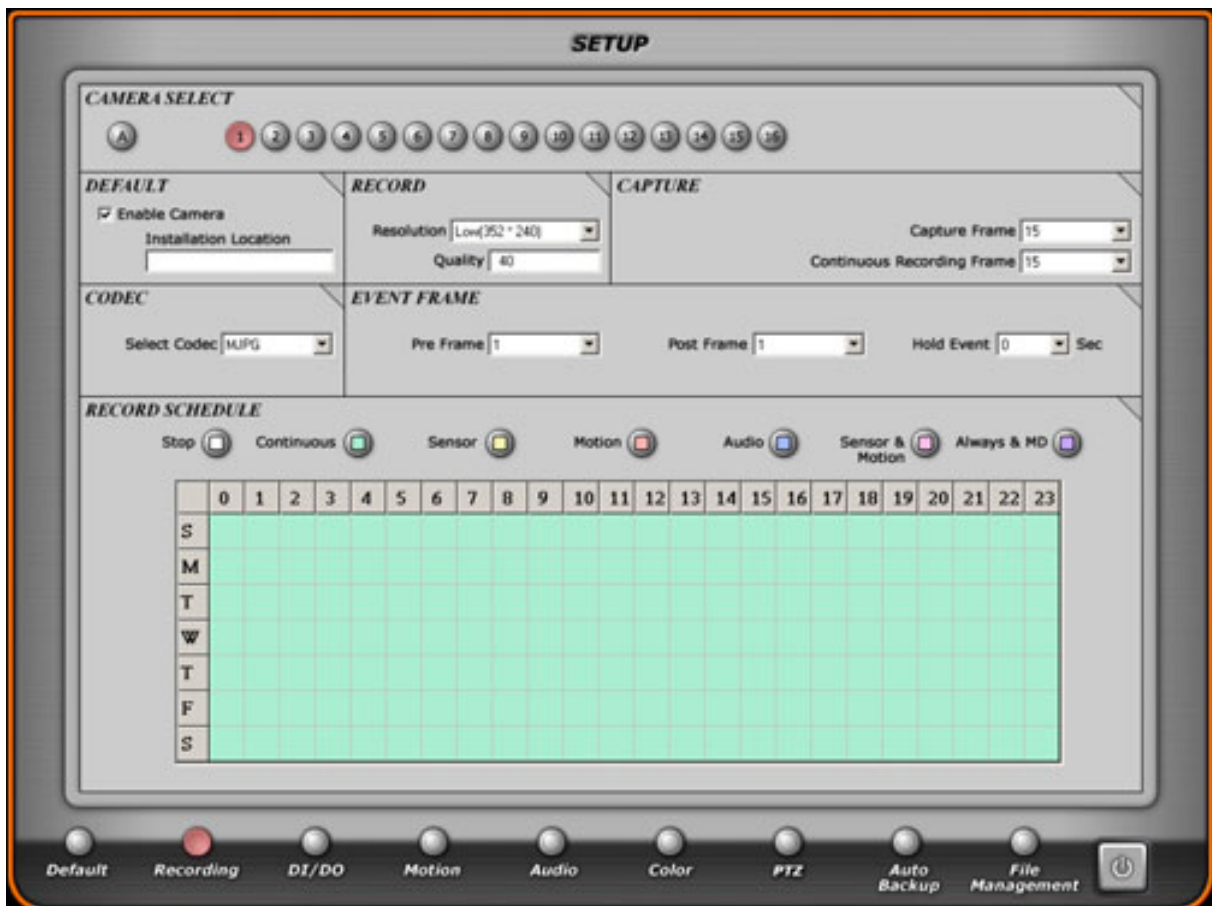 SETUP
CAMERA SELECT
A 1 2 3 4 5 6 7 8 9 10 11 12 13 14 15 16
DEFAULT
Enable Camera
Installation Location
RECORD
Resolution Low(352 * 240)
Quality 40
CAPTURE
Capture Frame 15
Continuous Recording Frame 15
CODEC
Select Codec MJPG
EVENT FRAME
Pre Frame 1 Post Frame 1 Hold Event 0 Sec
RECORD SCHEDULE
Stop Continuous Sensor Motion Audio Sensor & Motion Always & MD
0 1 2 3 4 5 6 7 8 9 10 11 12 13 14 15 16 17 18 19 20 21 22 23
S
M
T
W
T
F
S
Default Recording DI/DO Motion Audio Color PTZ Auto Backup File Management